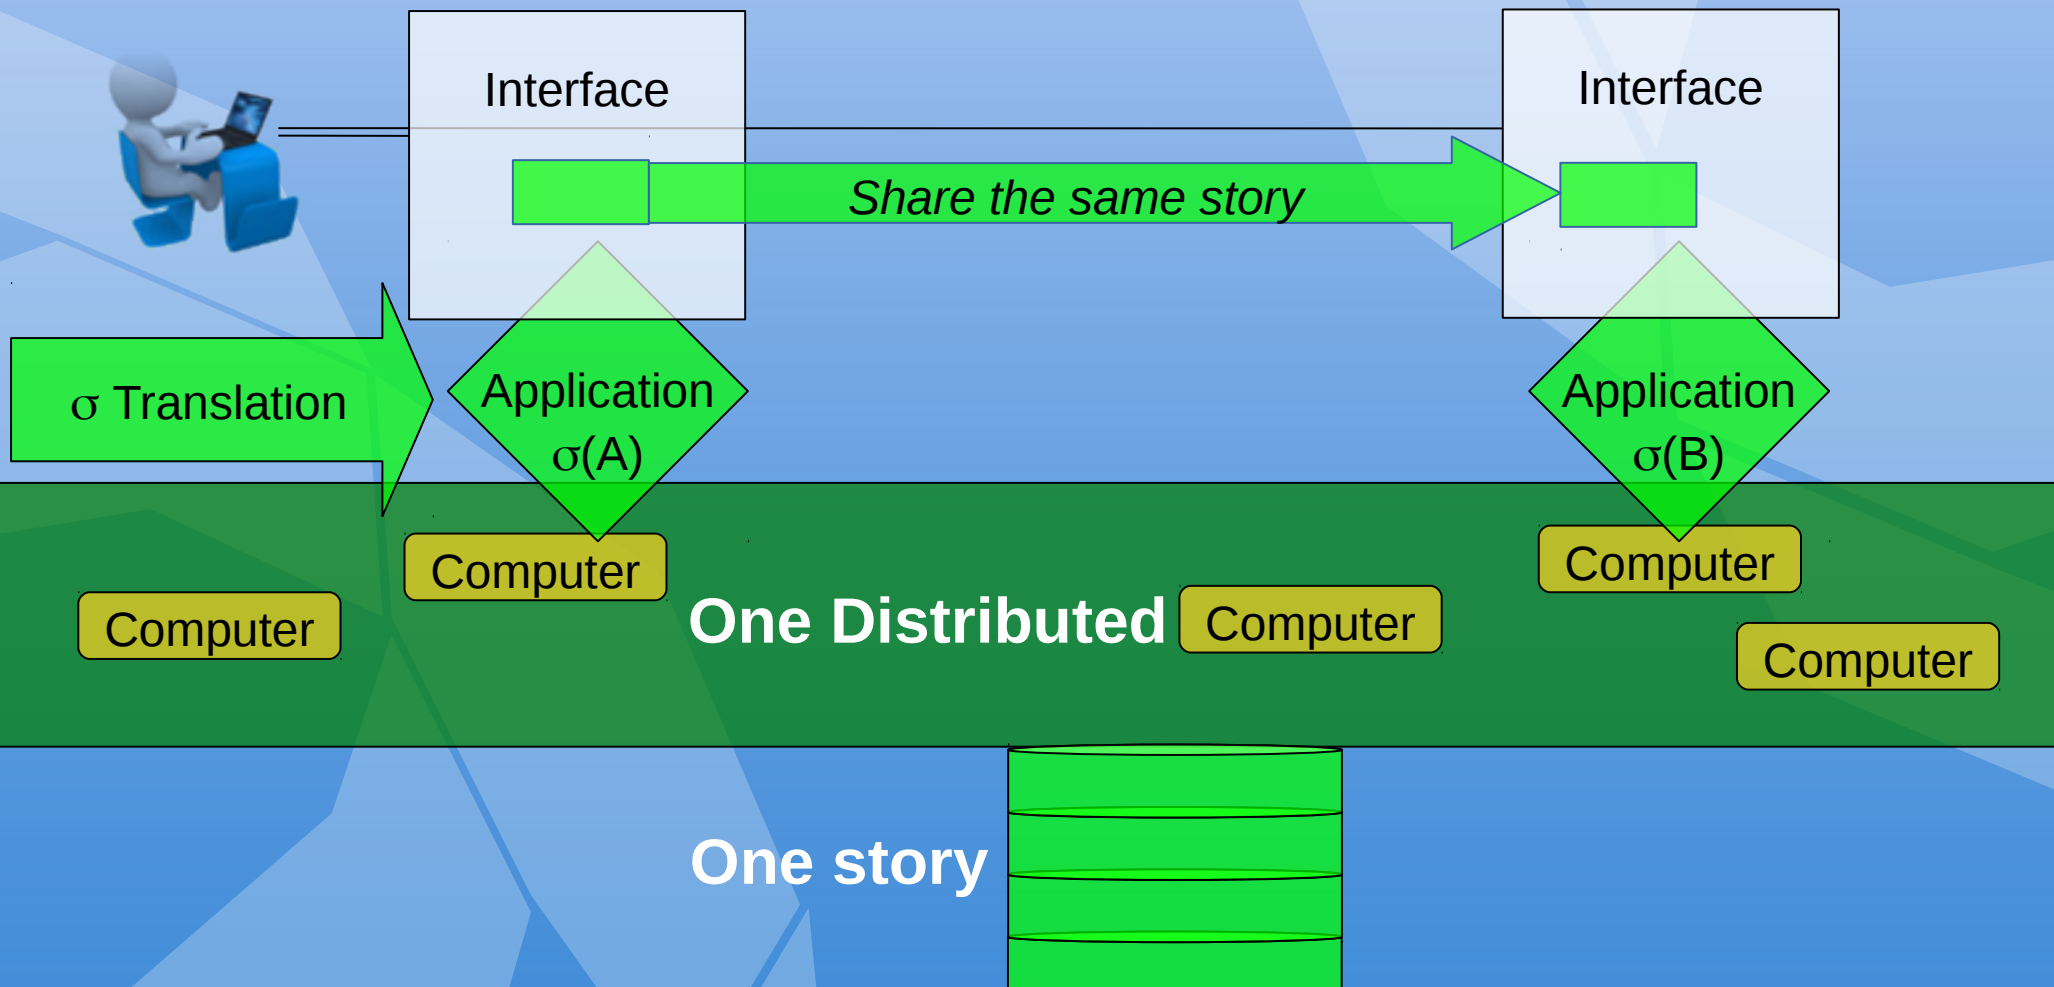 Interface
Interface
Share the same story
σ Translation
Application
σ(A)
Application
σ(B)
Computer
Computer
Computer
One Distributed
Computer
Computer
One story